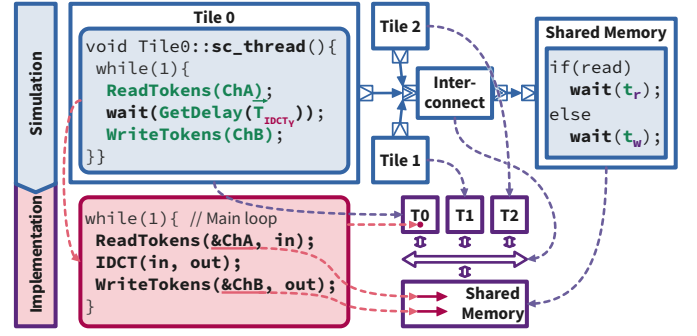 Simulation
Tile 0
void Tile0::sc_thread(){
while(1){
ReadTokens(ChA);
wait(GetDelay(T_IDCT_Y));
WriteTokens(ChB);
}}
Tile 2
Inter-
connect
Tile 1
Shared Memory
if(read)
wait(t_r);
else
wait(t_w);
Implementation
while(1){ // Main loop
ReadTokens(&ChA, in);
IDCT(in, out);
WriteTokens(&ChB, out);
}
T0
T1
T2
Shared
Memory